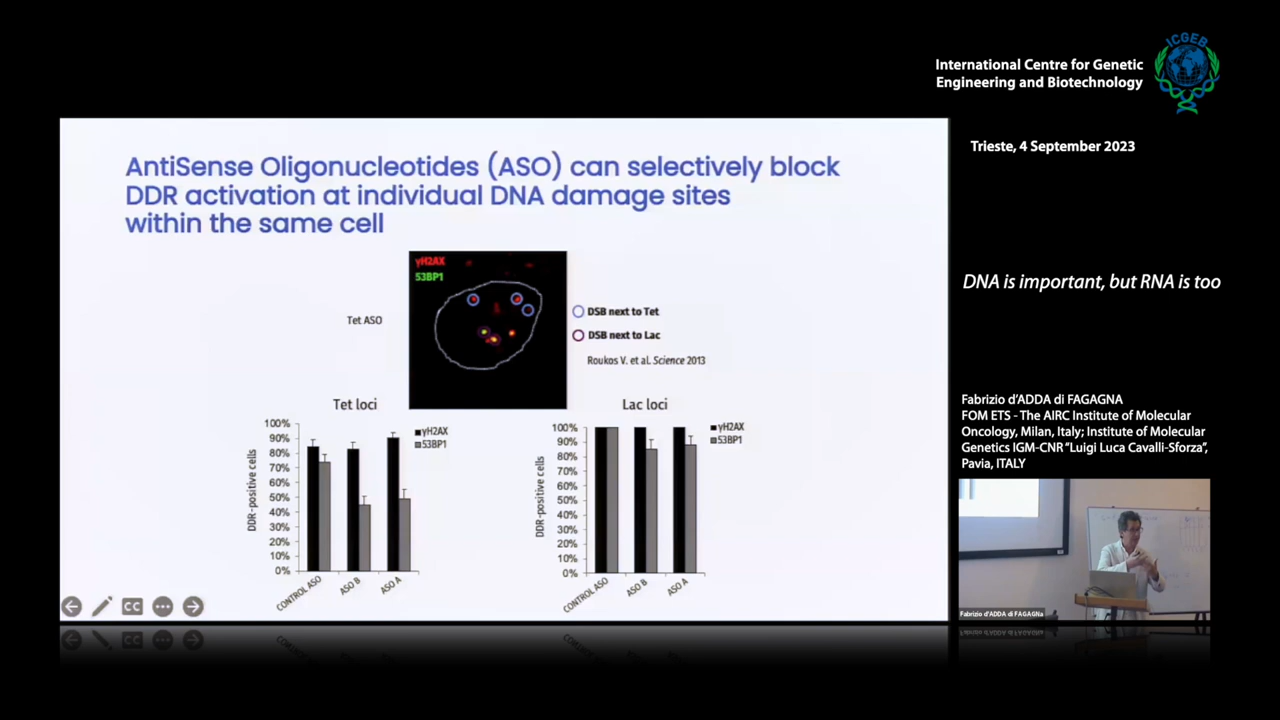 International Centre for Genetic
Engineering and Biotechnology
ICGEB
Trieste, 4 September 2023
AntiSense Oligonucleotides (ASO) can selectively block
DDR activation at individual DNA damage sites
within the same cell
γH2AX
53BP1
Tet ASO
DSB next to Tet
DSB next to Lac
Roukos V. et al. Science 2013
Tet loci
100%
90%
80%
70%
60%
50%
40%
30%
20%
10%
0%
DDR-positive cells
CONTROL ASO
ASO B
ASO A
γH2AX
53BP1
Lac loci
100%
90%
80%
70%
60%
50%
40%
30%
20%
10%
0%
DDR-positive cells
CONTROL ASO
ASO B
ASO A
γH2AX
53BP1
CC
DNA is important, but RNA is too
Fabrizio d'ADDA di FAGAGNA
FOM ETS - The AIRC Institute of Molecular
Oncology, Milan, Italy; Institute of Molecular
Genetics IGM-CNR "Luigi Luca Cavalli-Sforza",
Pavia, ITALY
Fabrizio d'ADDA di FAGAGNa